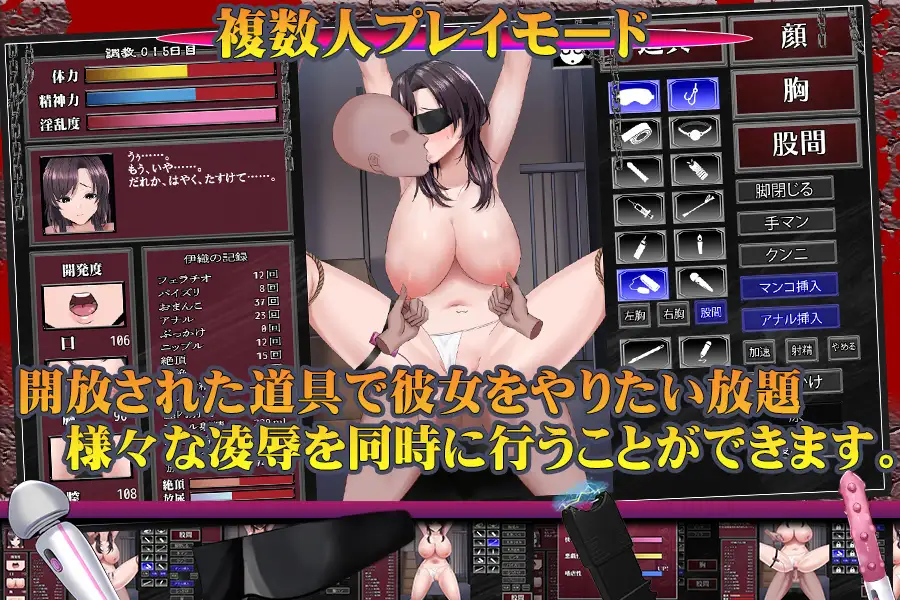 複数人プレイモード
調教015日目
道具
顔
体力
精神力
淫乱度
胸
股間
うぅ……。
もう、いや……。
だれか、はやく、たすけて……。
脚閉じる
手マン
クンニ
マンコ挿入
アナル挿入
伊織の記録
フェラチオ 12回
パイズリ 8回
おまんこ 37回
アナル 23回
ぶっかけ 0回
ニップル 12回
絶頂 15回
開発度
口 106
左胸 右胸 股間
加速 射精 やめる
開放された道具で彼女をやりたい放題
様々な凌辱を同時に行うことができます。
108
絶頂
放尿
股間
胸
股間